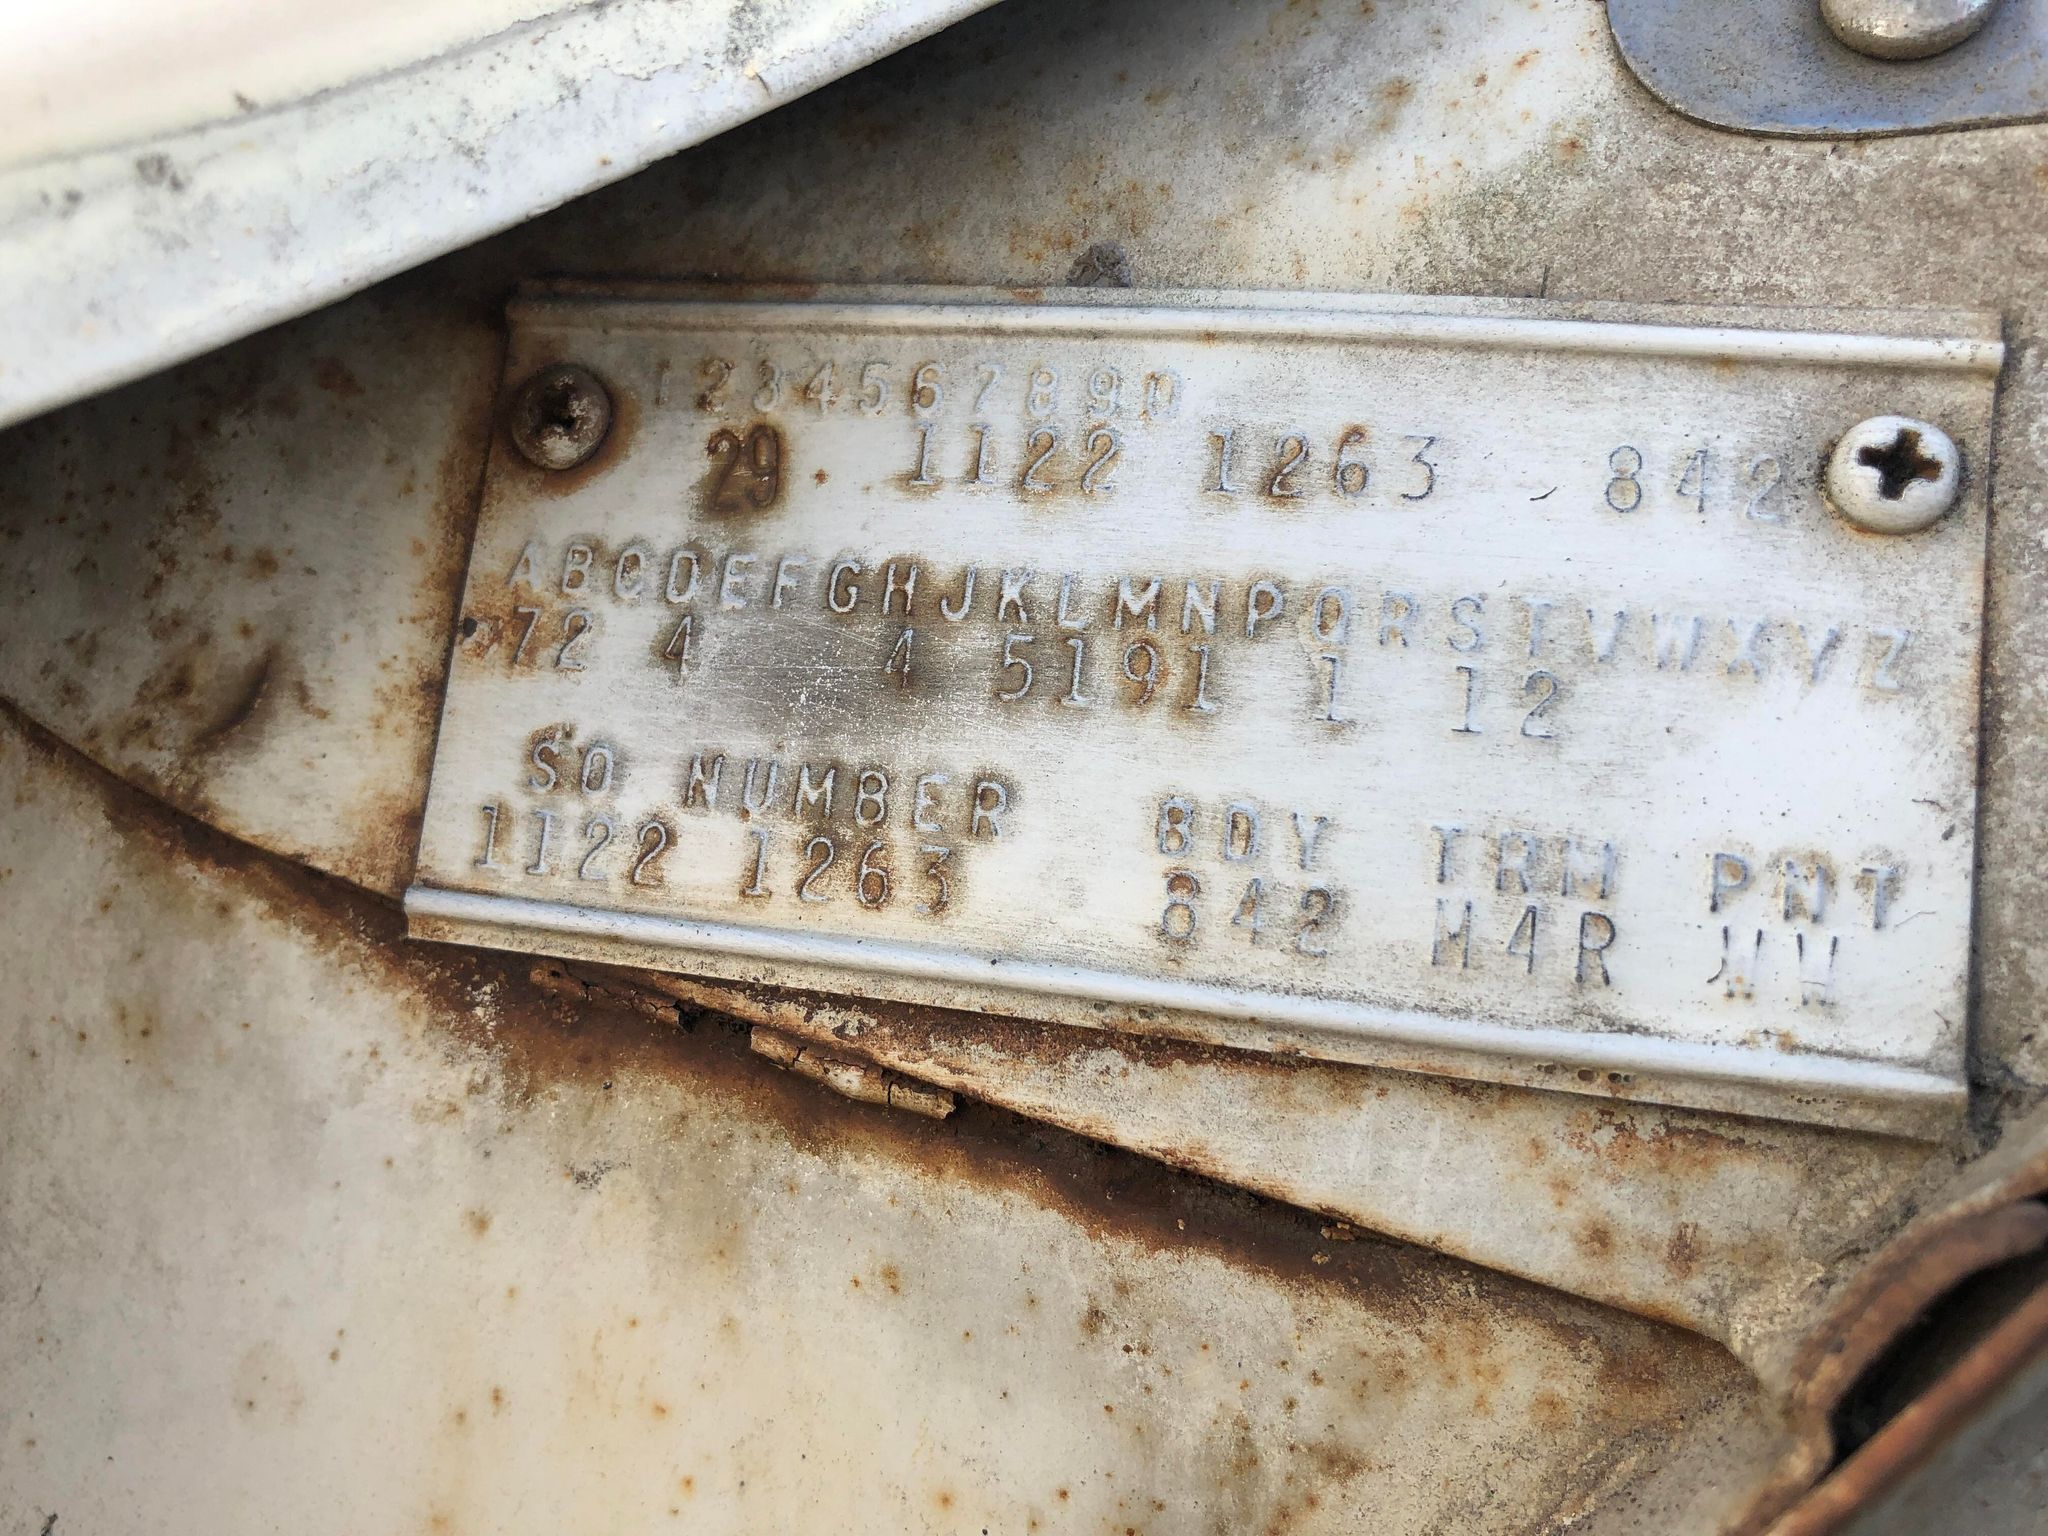 1234567890
29 1122 1263 842
ABCDEFGHJKLMNPQRSTVWXYZ
72 4 4 5191 1 12
SO NUMBER BDY TRM PNT
1122 1263 842 H4R WW